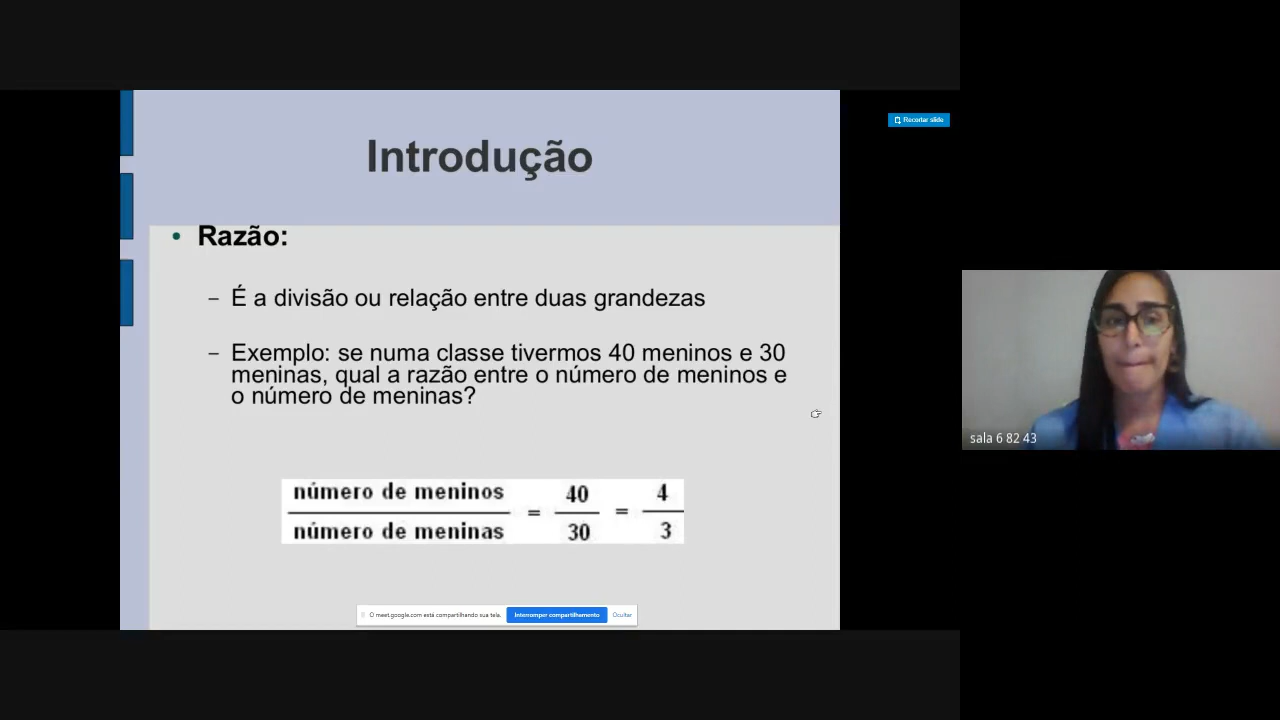 Introdução
Recortar slide
• Razão:
– É a divisão ou relação entre duas grandezas
– Exemplo: se numa classe tivermos 40 meninos e 30
meninas, qual a razão entre o número de meninos e
o número de meninas?
número de meninos
número de meninas
=
40
30
=
4
3
sala 6 82 43
O meet.google.com está compartilhando sua tela.
Interromper compartilhamento
Ocultar